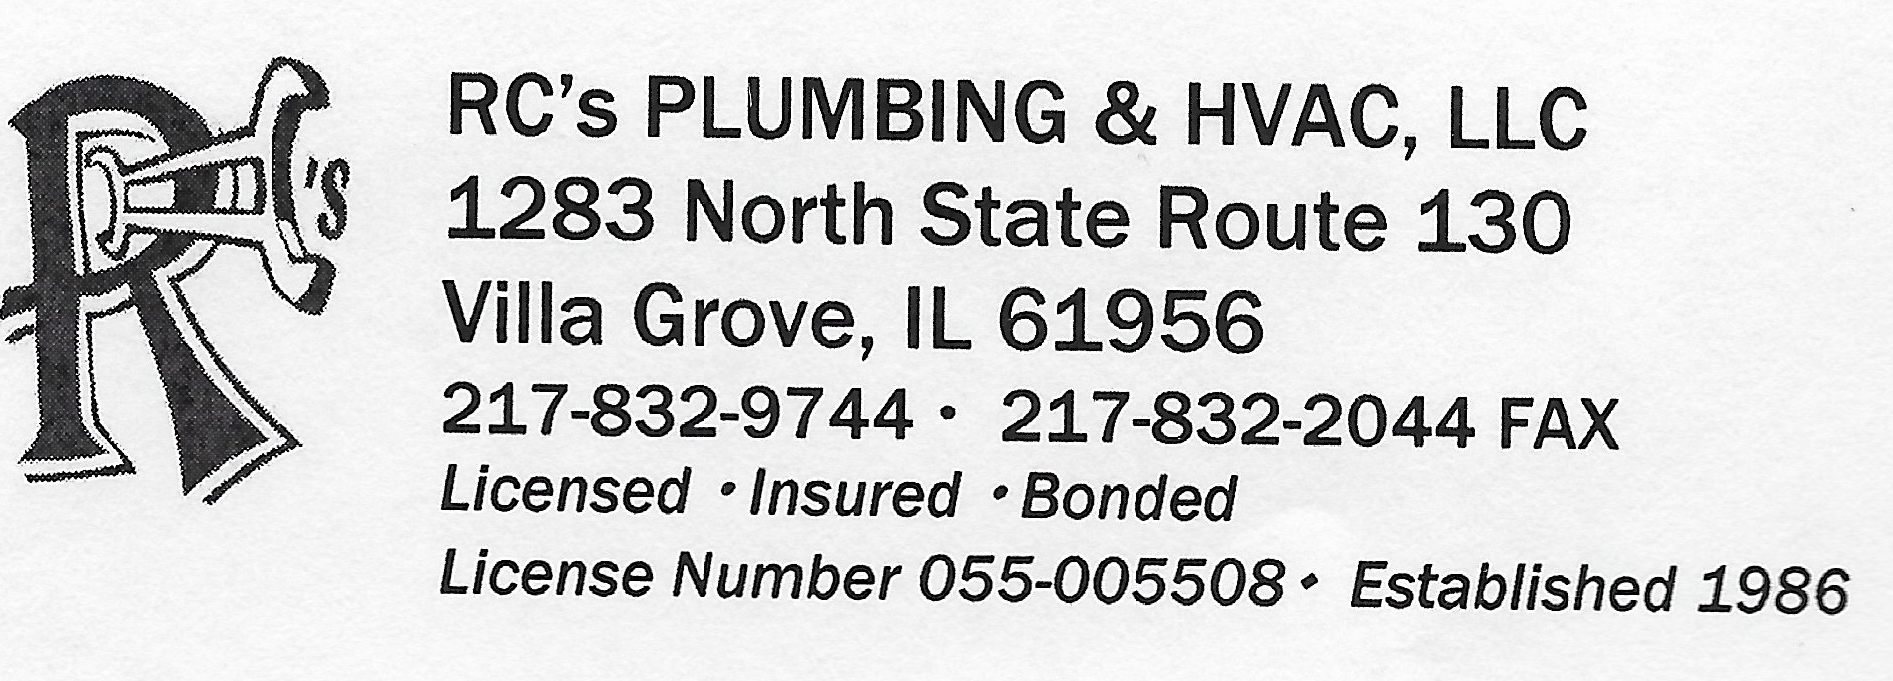 R's
RC's PLUMBING & HVAC, LLC
1283 North State Route 130
Villa Grove, IL 61956
217-832-9744 • 217-832-2044 FAX
Licensed • Insured • Bonded
License Number 055-005508 • Established 1986